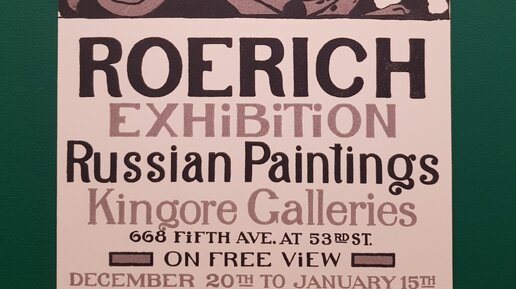 ROERICH
EXHiBiTiON
Russian Paintings
Kingore Galleries
668 FiFTH AVE. AT 53RD ST.
ON FREE ViEW
DECEMBER 20TH TO JANUARY 15TH